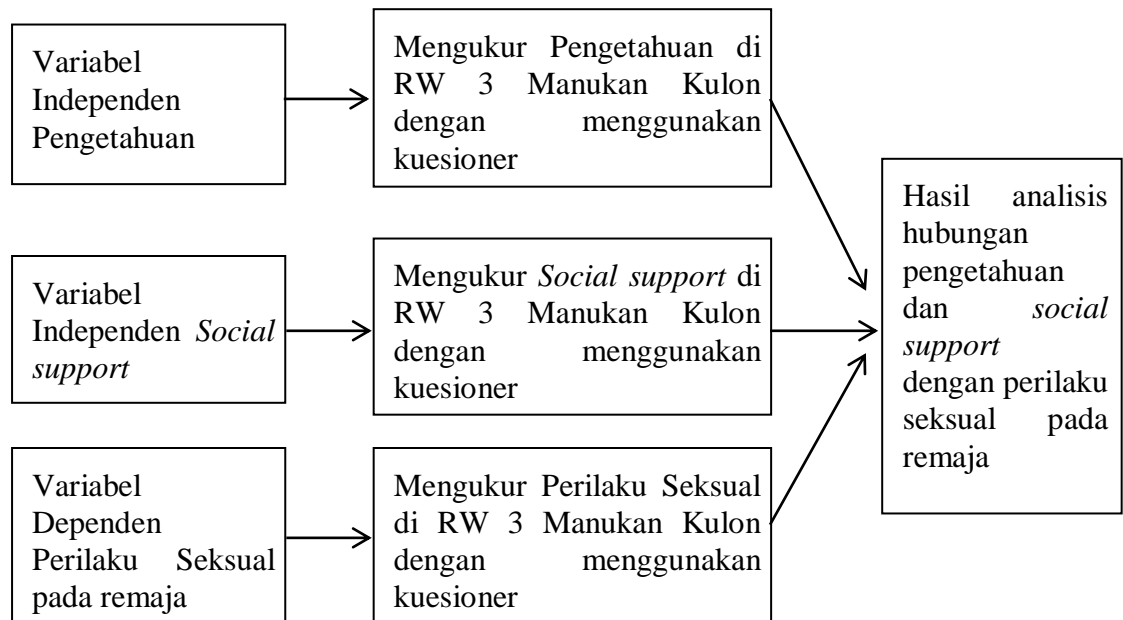 Variabel
Independen
Pengetahuan
Mengukur Pengetahuan di
RW 3 Manukan Kulon
dengan menggunakan
kuesioner
Variabel
Independen Social
support
Mengukur Social support di
RW 3 Manukan Kulon
dengan menggunakan
kuesioner
Variabel
Dependen
Perilaku Seksual
pada remaja
Mengukur Perilaku Seksual
di RW 3 Manukan Kulon
dengan menggunakan
kuesioner
Hasil analisis
hubungan
pengetahuan
dan social
support
dengan perilaku
seksual pada
remaja